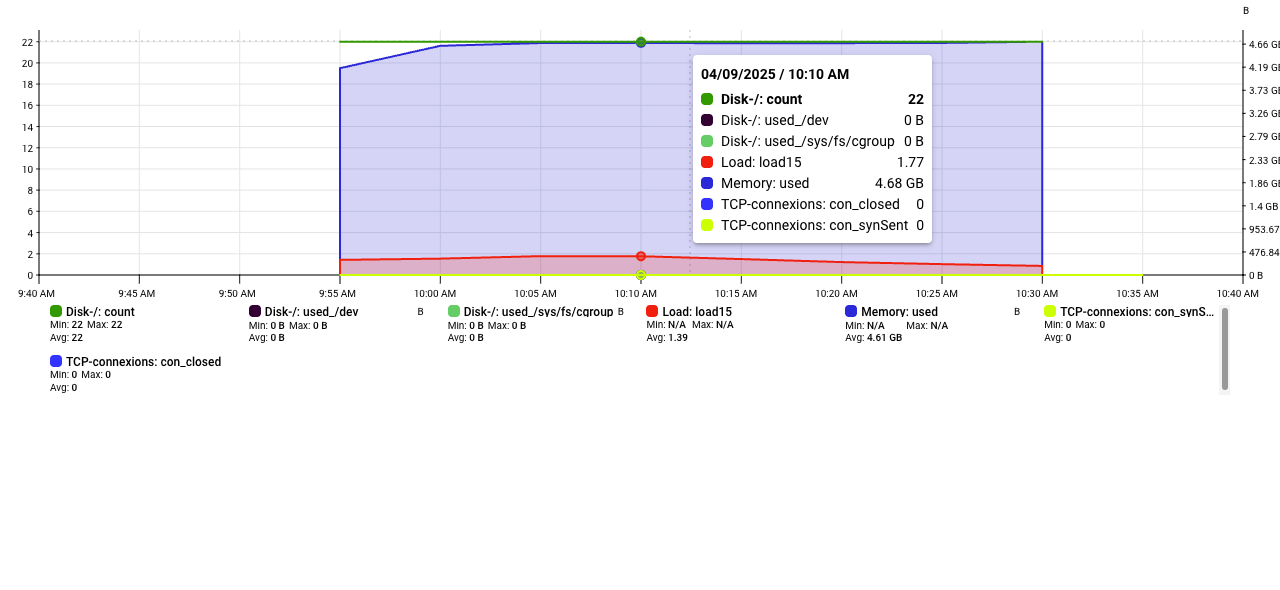 B
22
20
18
16
14
12
10
8
6
4
2
0
4.66 GB
4.19 GB
3.73 GB
3.26 GB
2.79 GB
2.33 GB
1.86 GB
1.4 GB
953.67
476.84
0 B
04/09/2025 / 10:10 AM
Disk-/: count 22
Disk-/: used_/dev 0 B
Disk-/: used_/sys/fs/cgroup 0 B
Load: load15 1.77
Memory: used 4.68 GB
TCP-connexions: con_closed 0
TCP-connexions: con_synSent 0
9:40 AM 9:45 AM 9:50 AM 9:55 AM 10:00 AM 10:05 AM 10:10 AM 10:15 AM 10:20 AM 10:25 AM 10:30 AM 10:35 AM 10:40 AM
Disk-/: count
Min: 22 Max: 22
Avg: 22
Disk-/: used_/dev B
Min: 0 B Max: 0 B
Avg: 0 B
Disk-/: used_/sys/fs/cgroup B
Min: 0 B Max: 0 B
Avg: 0 B
Load: load15
Min: N/A Max: N/A
Avg: 1.39
Memory: used B
Min: N/A Max: N/A
Avg: 4.61 GB
TCP-connexions: con_synS...
Min: 0 Max: 0
Avg: 0
TCP-connexions: con_closed
Min: 0 Max: 0
Avg: 0